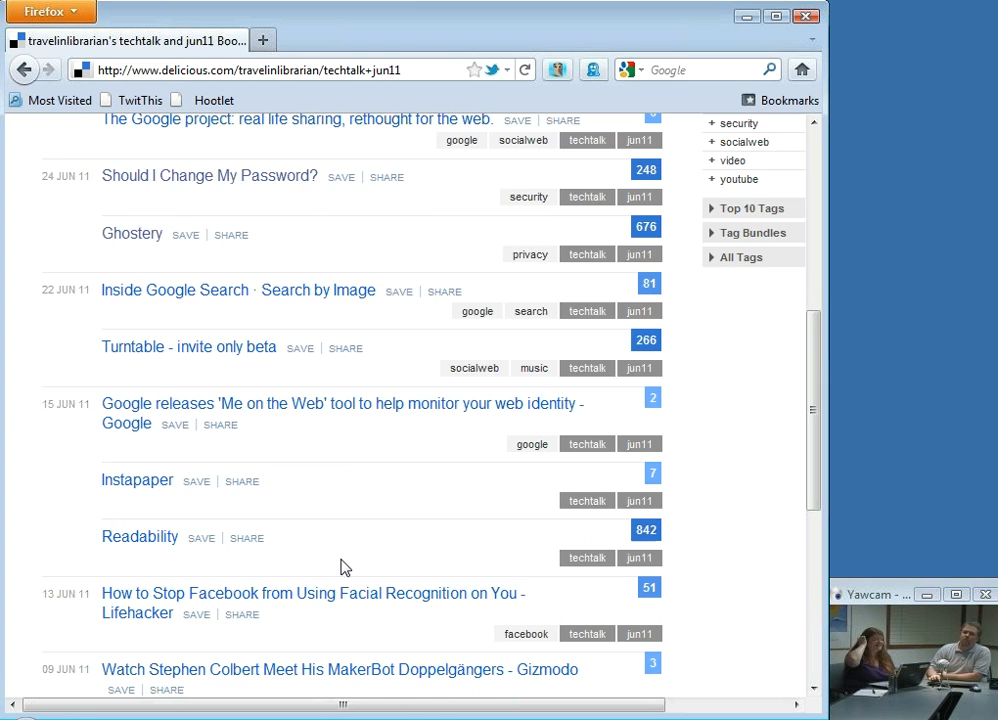 Firefox
travelinlibrarian's techtalk and jun11 Boo...
http://www.delicious.com/travelinlibrarian/techtalk+jun11
Google
Most Visited TwitThis Hootlet Bookmarks
The Google project: real life sharing, rethought for the web. SAVE SHARE
google socialweb techtalk jun11
24 JUN 11 Should I Change My Password? SAVE SHARE 248
security techtalk jun11
Ghostery SAVE SHARE 676
privacy techtalk jun11
22 JUN 11 Inside Google Search · Search by Image SAVE SHARE 81
google search techtalk jun11
Turntable - invite only beta SAVE SHARE 266
socialweb music techtalk jun11
15 JUN 11 Google releases 'Me on the Web' tool to help monitor your web identity - 2
Google SAVE SHARE
google techtalk jun11
Instapaper SAVE SHARE 7
techtalk jun11
Readability SAVE SHARE 842
techtalk jun11
13 JUN 11 How to Stop Facebook from Using Facial Recognition on You - 51
Lifehacker SAVE SHARE
facebook techtalk jun11
09 JUN 11 Watch Stephen Colbert Meet His MakerBot Doppelgängers - Gizmodo 3
SAVE SHARE
+ security
+ socialweb
+ video
+ youtube
Top 10 Tags
Tag Bundles
All Tags
Yawcam - ...